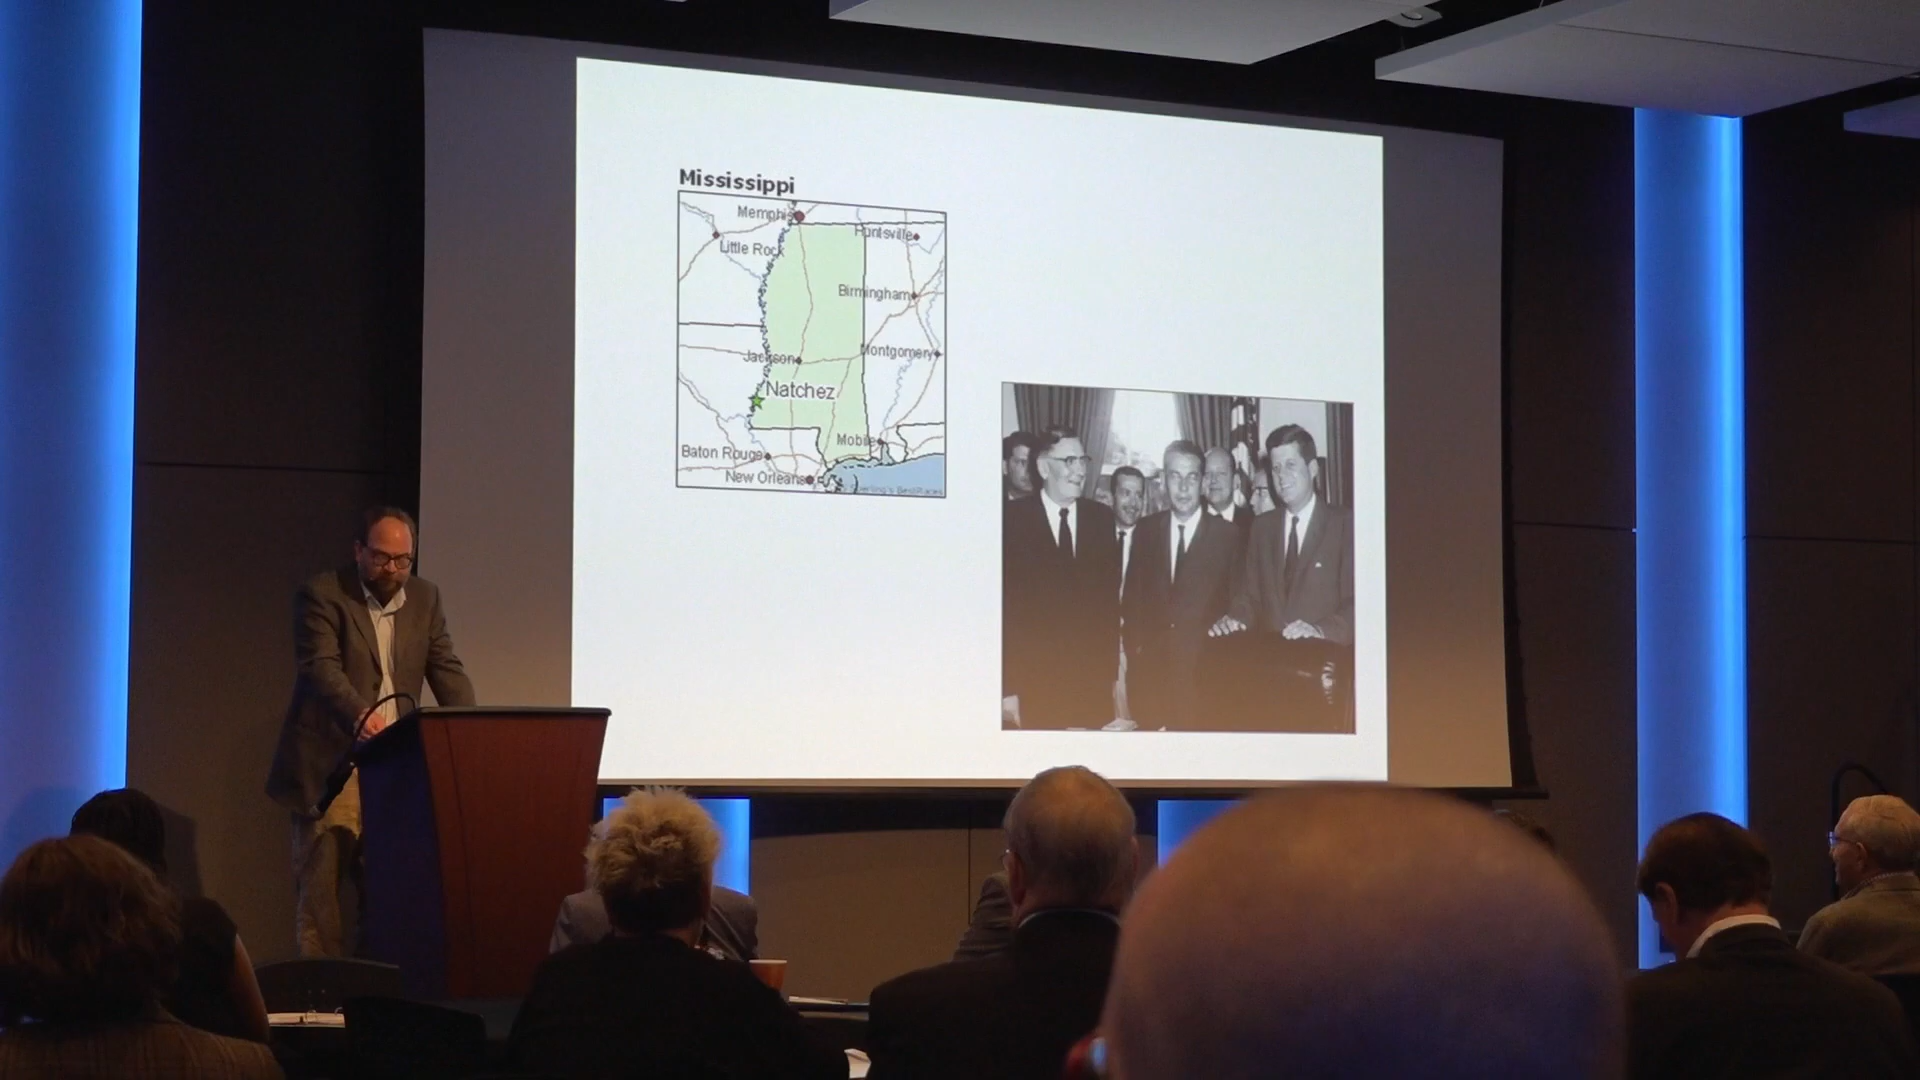 Mississippi
Memphis
Huntsville
Little Rock
Birmingham
Jackson
Montgomery
Natchez
Mobile
Baton Rouge
New Orleans